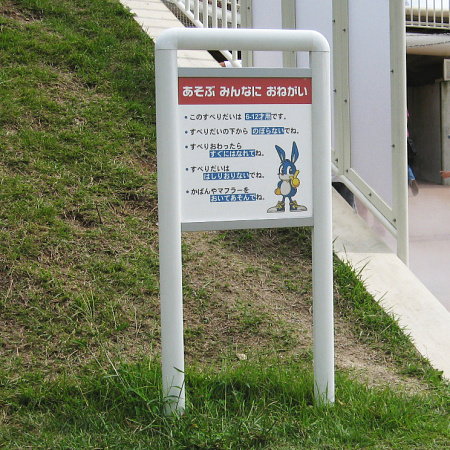 あそぶ みんなに おねがい
・このすべりだいは 6-12才用です。
・すべりだいの下から のぼらないでね。
・すべりおわったら
すぐにはなれてね。
・すべりだいは
はしりおりないでね。
・かばんやマフラーを
おいてあそんでね。